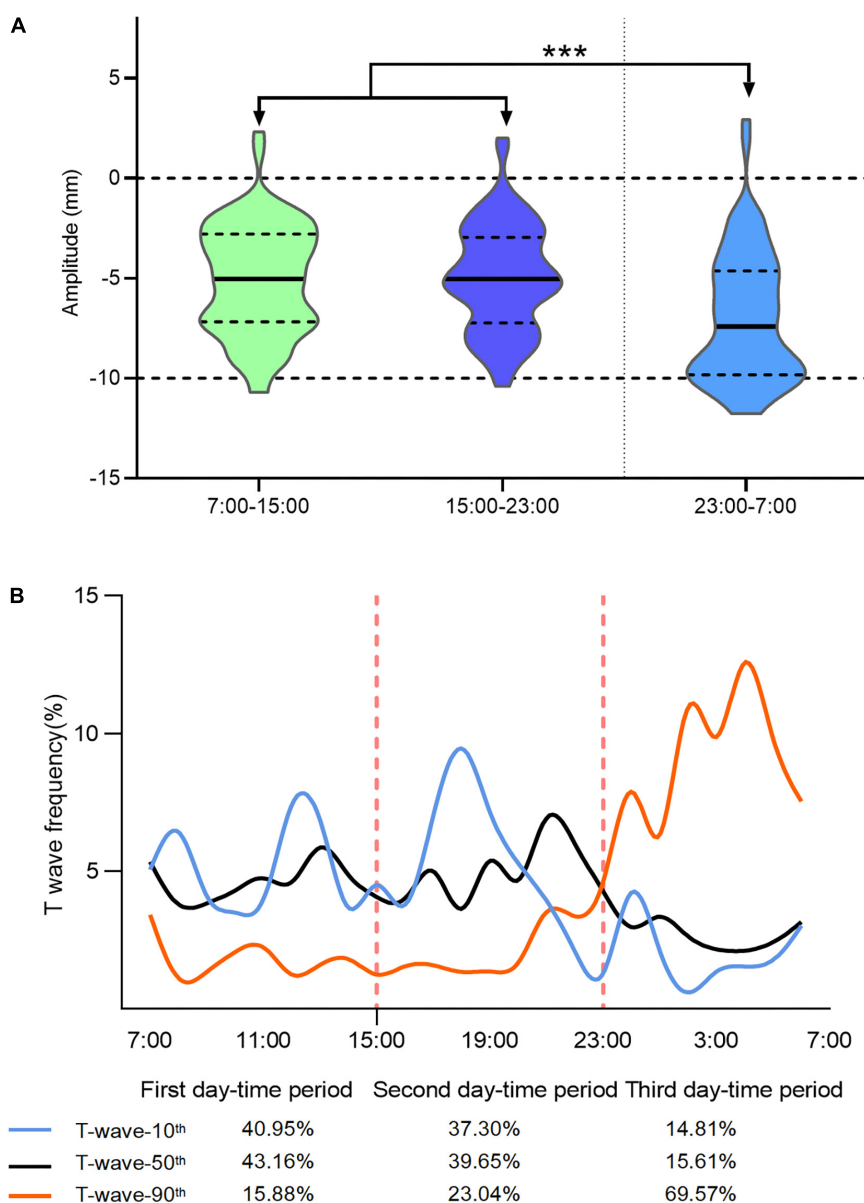 A
***
Amplitude (mm)
5
0
-5
-10
-15
7:00-15:00 15:00-23:00 23:00-7:00
B
T wave frequency(%)
15
10
5
7:00 11:00 15:00 19:00 23:00 3:00 7:00
First day-time period Second day-time period Third day-time period
T-wave-10th 40.95% 37.30% 14.81%
T-wave-50th 43.16% 39.65% 15.61%
T-wave-90th 15.88% 23.04% 69.57%